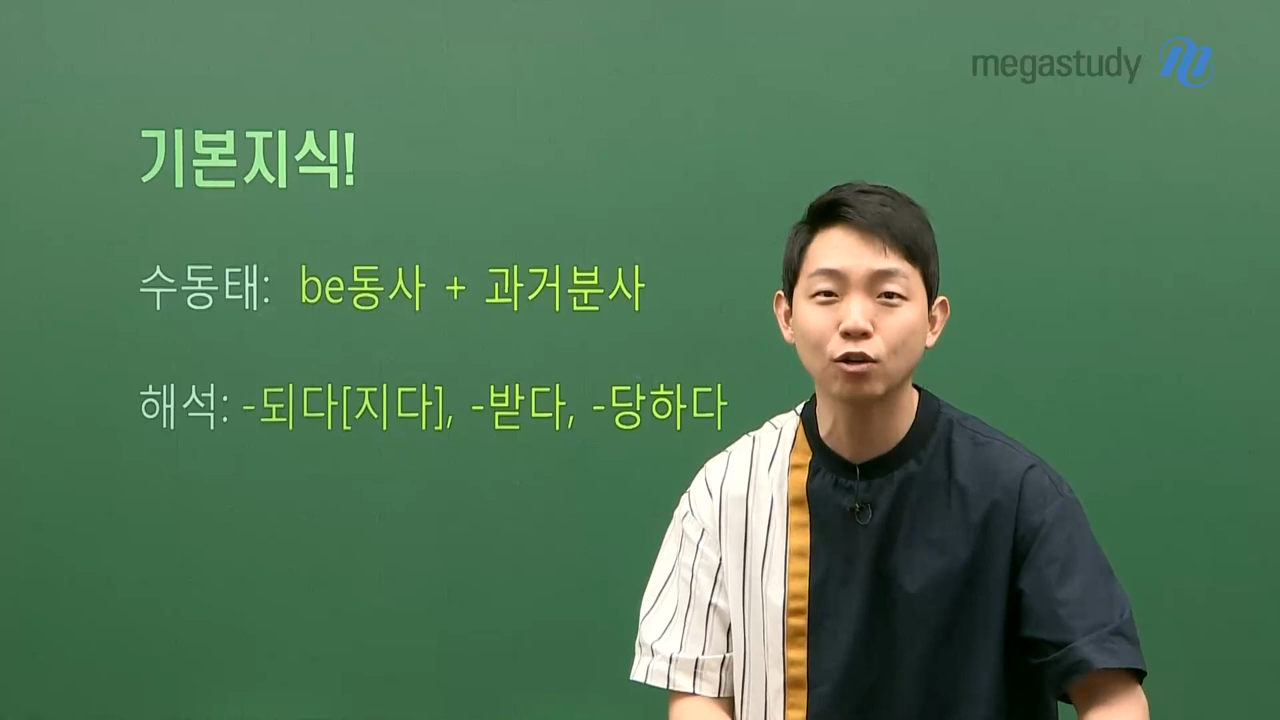 megastudy
기본지식!
수동태: be동사 + 과거분사
해석: -되다[지다], -받다, -당하다